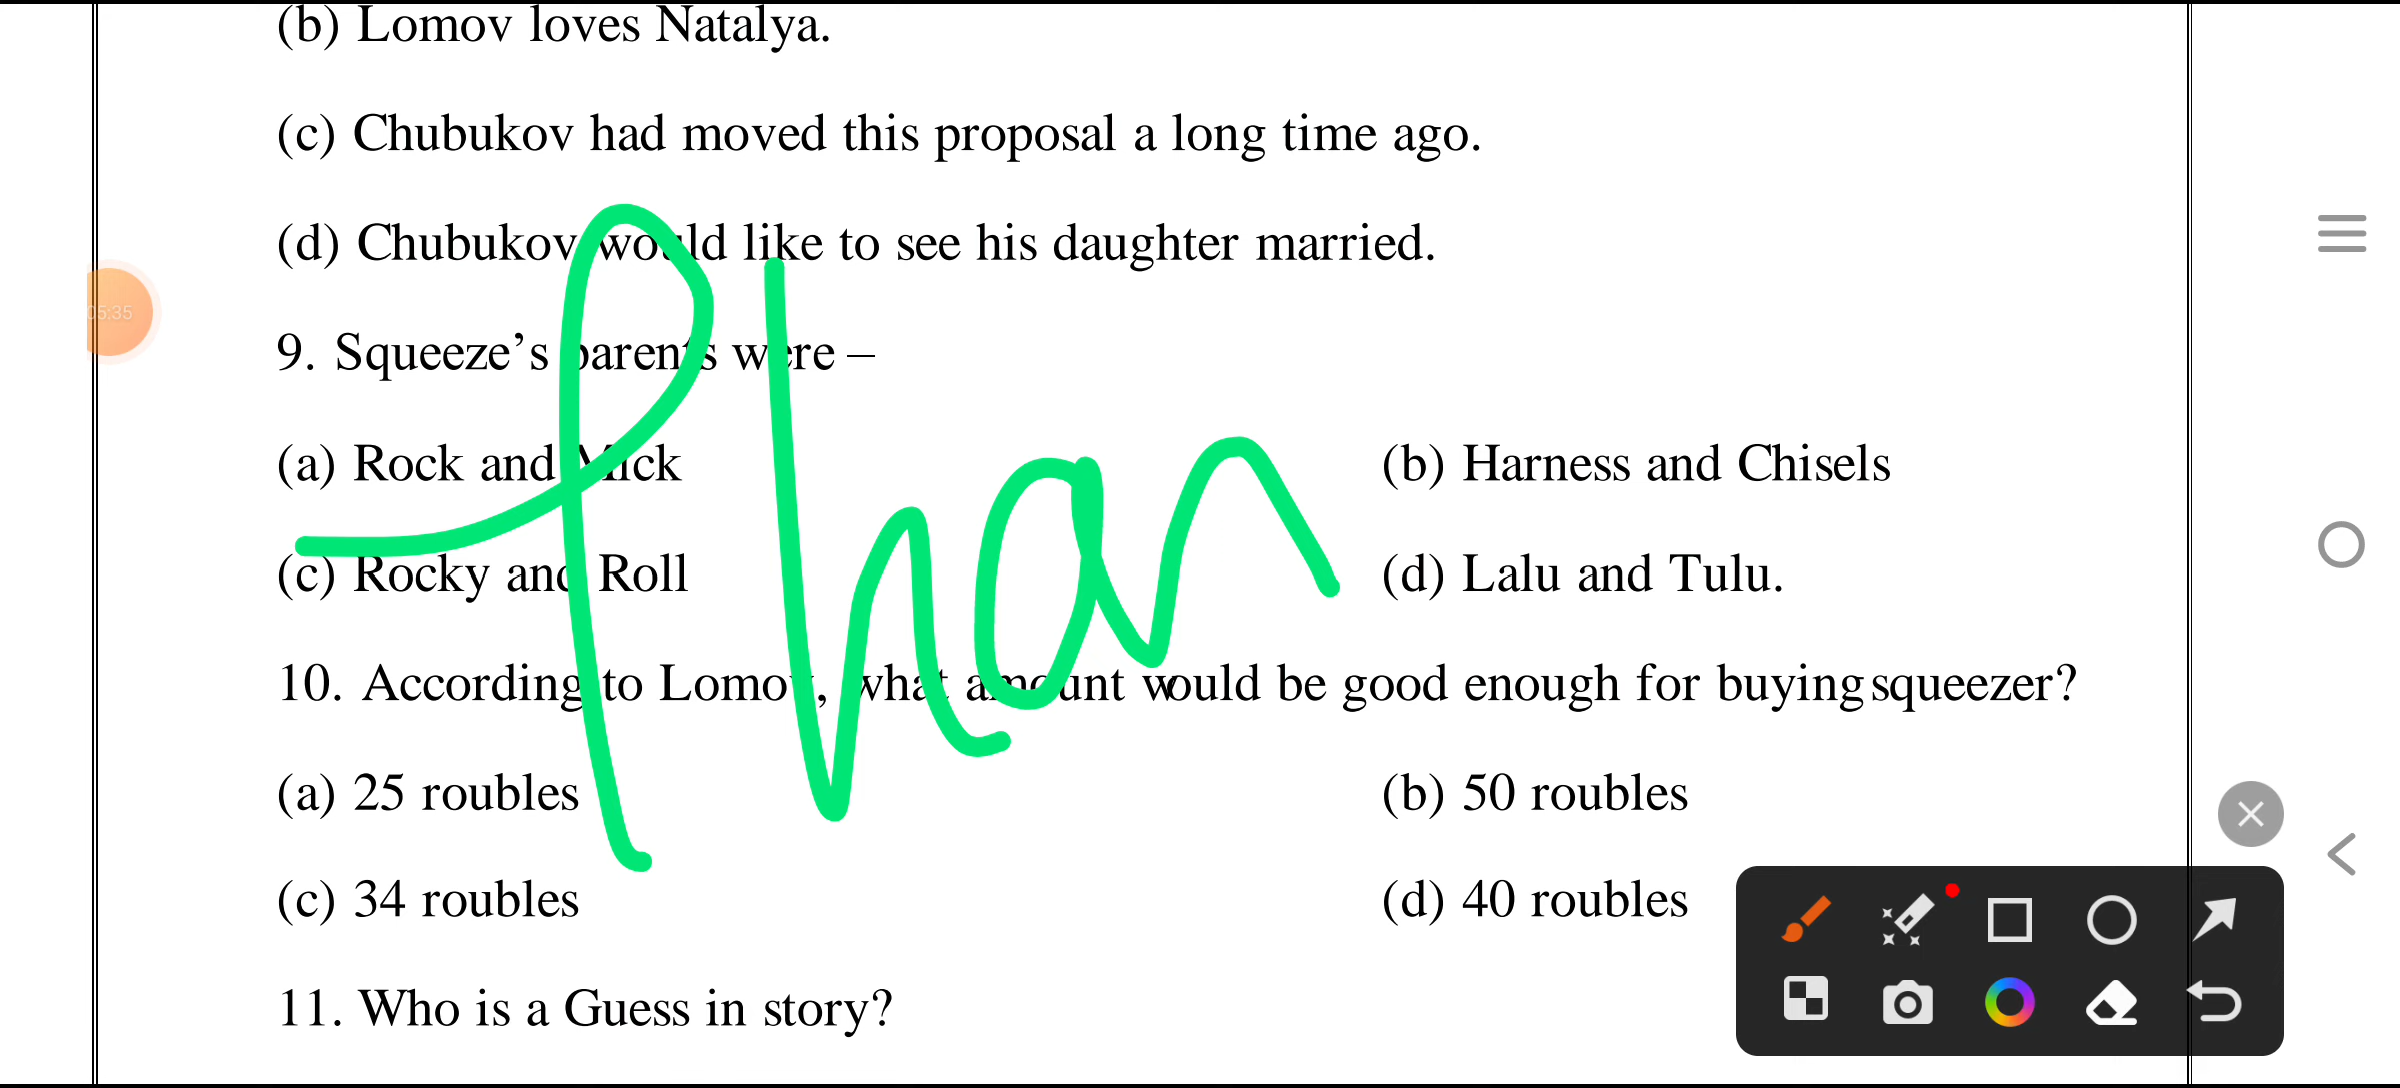 (b) Lomov loves Natalya.
(c) Chubukov had moved this proposal a long time ago.
(d) Chubukov would like to see his daughter married.
05:35
9. Squeeze’s parents were –
(a) Rock and Mick (b) Harness and Chisels
(c) Rocky and Roll (d) Lalu and Tulu.
10. According to Lomov, what amount would be good enough for buying squeezer?
(a) 25 roubles (b) 50 roubles
(c) 34 roubles (d) 40 roubles
11. Who is a Guess in story?